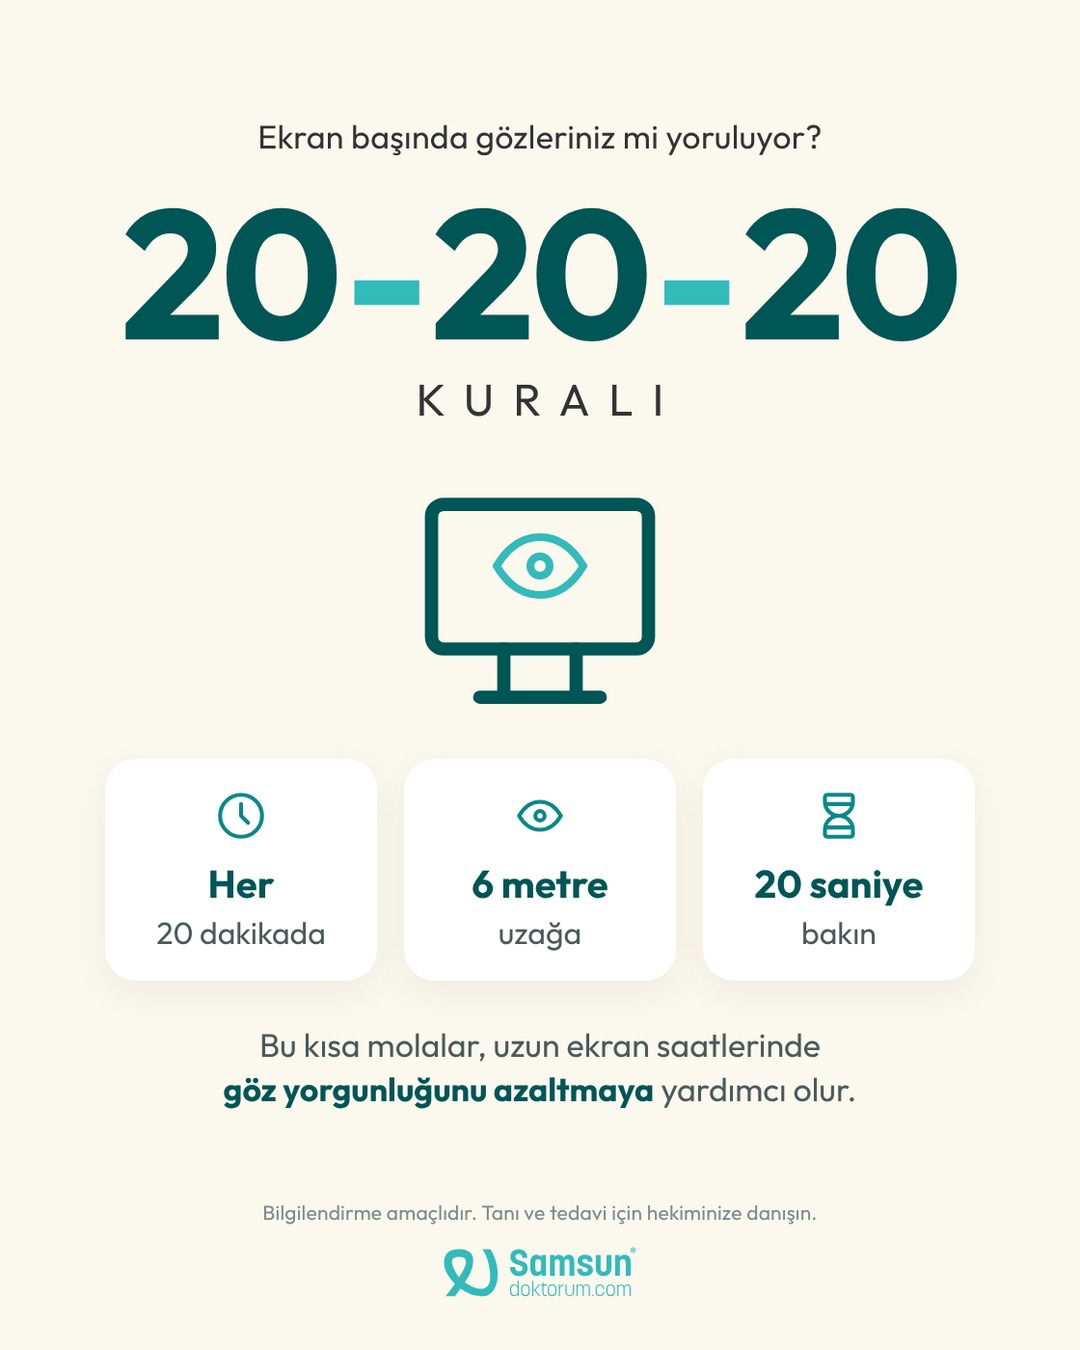 Ekran başında gözleriniz mi yoruluyor?
20-20-20
KURALI
Her
20 dakikada
6 metre
uzağa
20 saniye
bakın
Bu kısa molalar, uzun ekran saatlerinde
göz yorgunluğunu azaltmaya yardımcı olur.
Bilgilendirme amaçlıdır. Tanı ve tedavi için hekiminize danışın.
Samsun®
doktorum.com